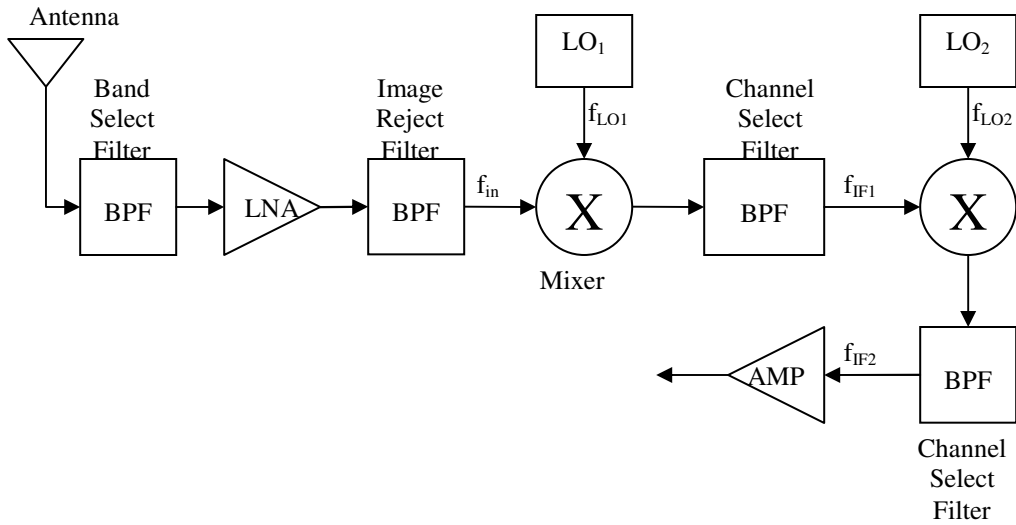 Antenna
Band
Select
Filter
BPF
LNA
Image
Reject
Filter
BPF
f_in
LO₁
f_LO1
X
Mixer
Channel
Select
Filter
BPF
f_IF1
LO₂
f_LO2
X
BPF
Channel
Select
Filter
f_IF2
AMP